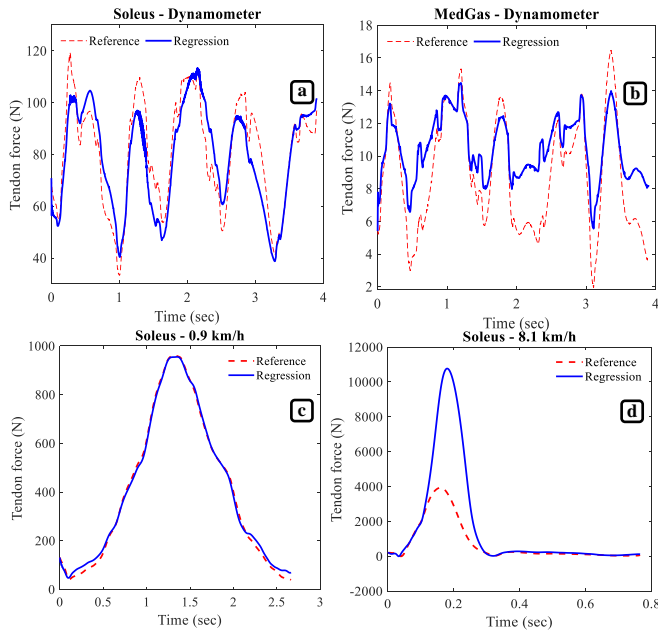 Soleus - Dynamometer
Reference Regression
a
Tendon force (N)
120
100
80
60
40
0 1 2 3 4
Time (sec)
MedGas - Dynamometer
Reference Regression
b
Tendon force (N)
18
16
14
12
10
8
6
4
2
0 1 2 3 4
Time (sec)
Soleus - 0.9 km/h
Reference
Regression
c
Tendon force (N)
1000
800
600
400
200
0
0 0.5 1 1.5 2 2.5 3
Time (sec)
Soleus - 8.1 km/h
Reference
Regression
d
Tendon force (N)
12000
10000
8000
6000
4000
2000
0
-2000
0 0.2 0.4 0.6 0.8
Time (sec)